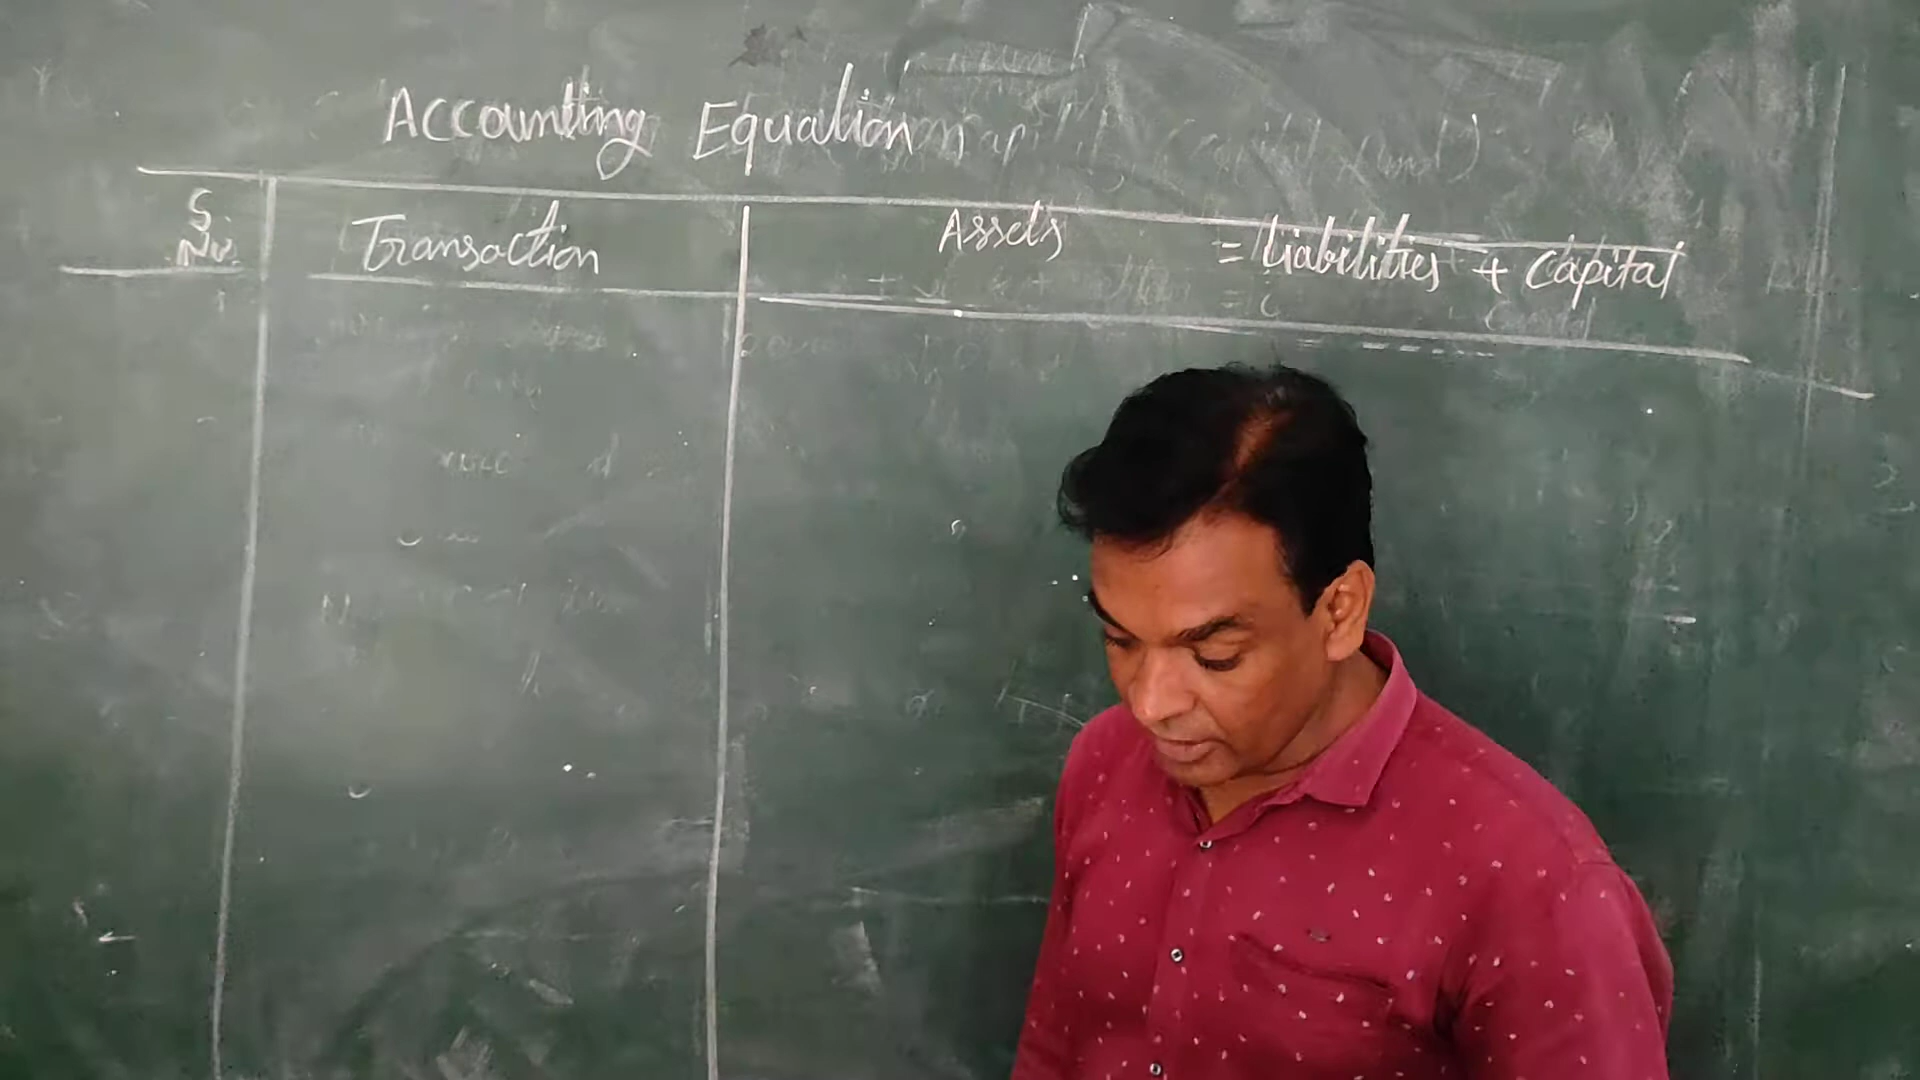 Accounting Equation
S. No. Transaction Assets = Liabilities + Capital